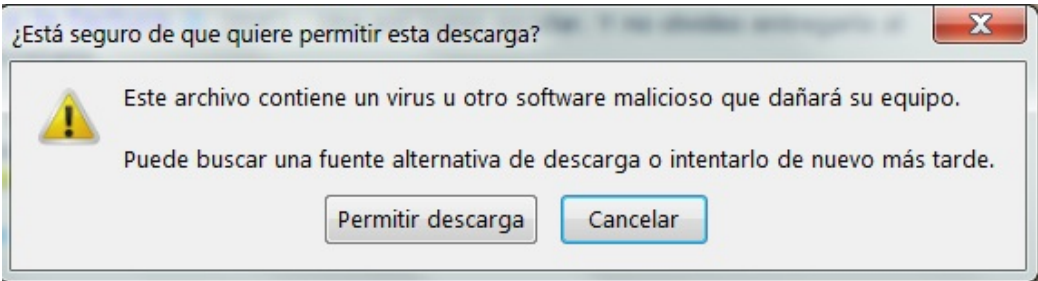 ¿Está seguro de que quiere permitir esta descarga?
X
Este archivo contiene un virus u otro software malicioso que dañará su equipo.
Puede buscar una fuente alternativa de descarga o intentarlo de nuevo más tarde.
Permitir descarga
Cancelar